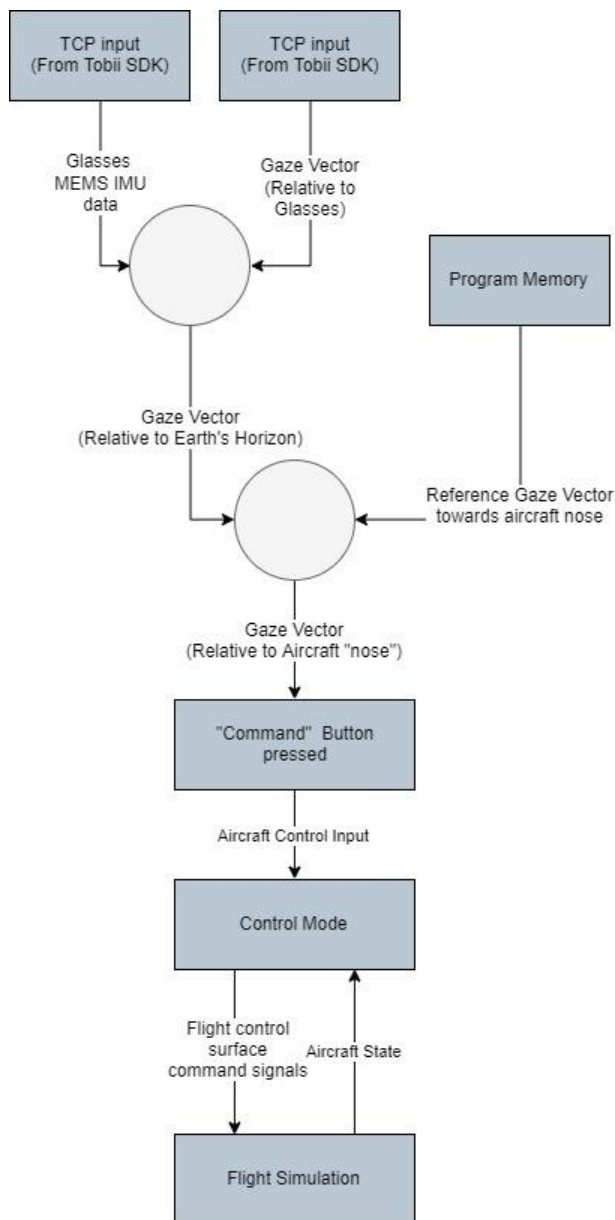 TCP input
(From Tobii SDK)
TCP input
(From Tobii SDK)
Glasses
MEMS IMU
data
Gaze Vector
(Relative to
Glasses)
Program Memory
Gaze Vector
(Relative to Earth's Horizon)
Reference Gaze Vector
towards aircraft nose
Gaze Vector
(Relative to Aircraft "nose")
"Command" Button
pressed
Aircraft Control Input
Control Mode
Flight control
surface
command signals
Aircraft State
Flight Simulation